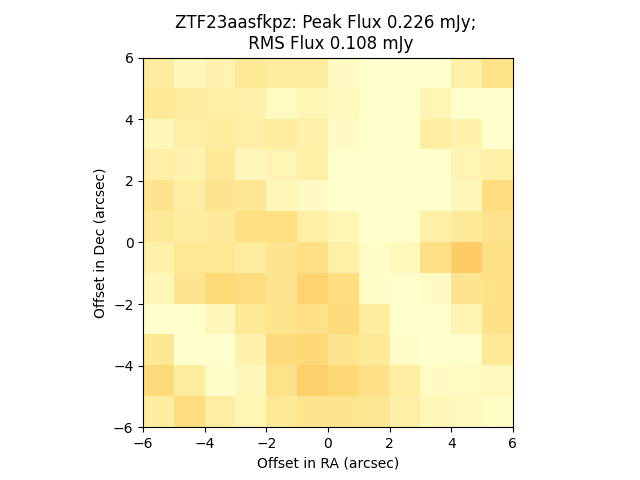 ZTF23aasfkpz: Peak Flux 0.226 mJy;
RMS Flux 0.108 mJy
6
4
2
0
−2
−4
−6
Offset in Dec (arcsec)
−6 −4 −2 0 2 4 6
Offset in RA (arcsec)